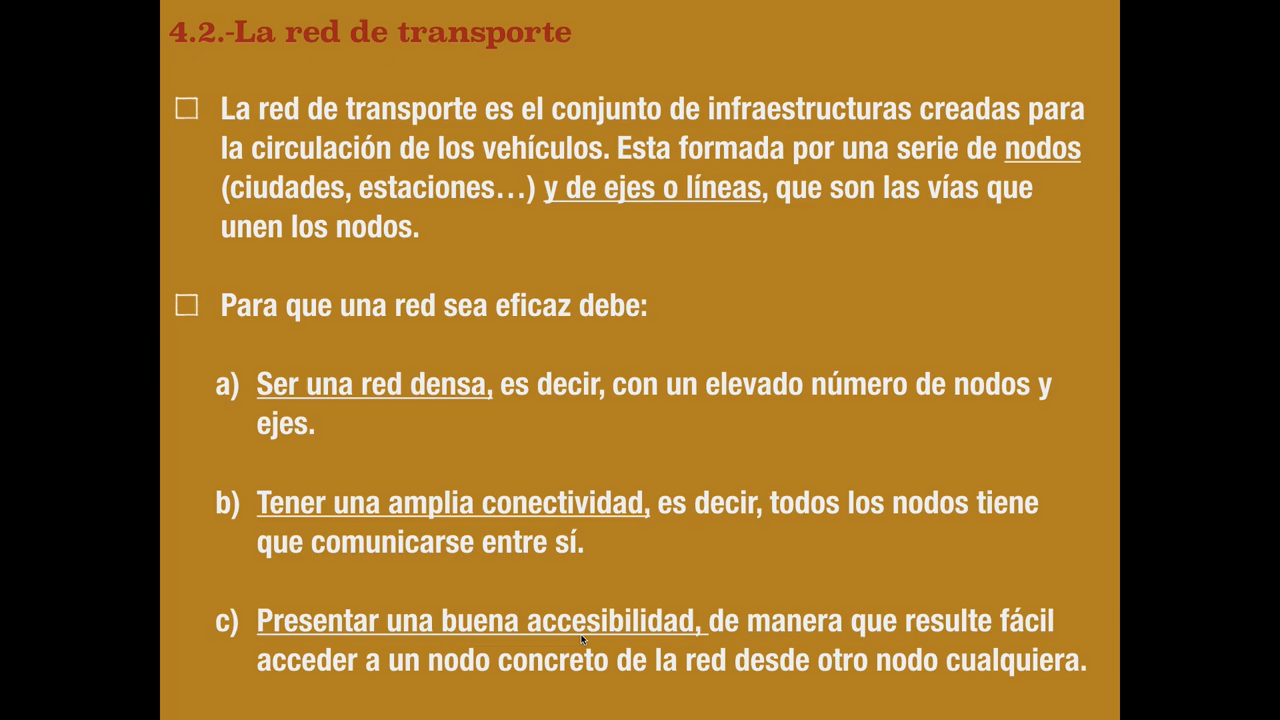 4.2.-La red de transporte
La red de transporte es el conjunto de infraestructuras creadas para
la circulación de los vehículos. Esta formada por una serie de nodos
(ciudades, estaciones…) y de ejes o líneas, que son las vías que
unen los nodos.
Para que una red sea eficaz debe:
a) Ser una red densa, es decir, con un elevado número de nodos y
ejes.
b) Tener una amplia conectividad, es decir, todos los nodos tiene
que comunicarse entre sí.
c) Presentar una buena accesibilidad, de manera que resulte fácil
acceder a un nodo concreto de la red desde otro nodo cualquiera.